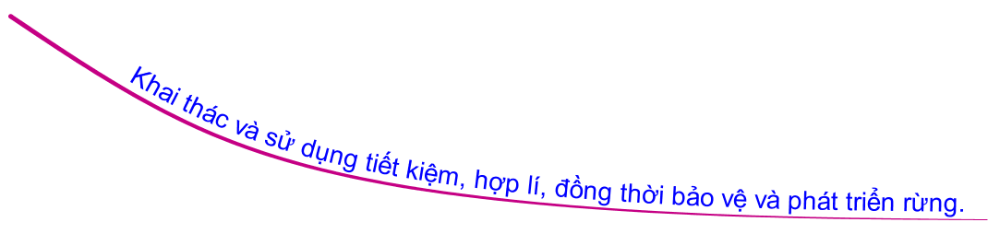 Khai thác và sử dụng tiết kiệm, hợp lí, đồng thời bảo vệ và phát triển rừng.